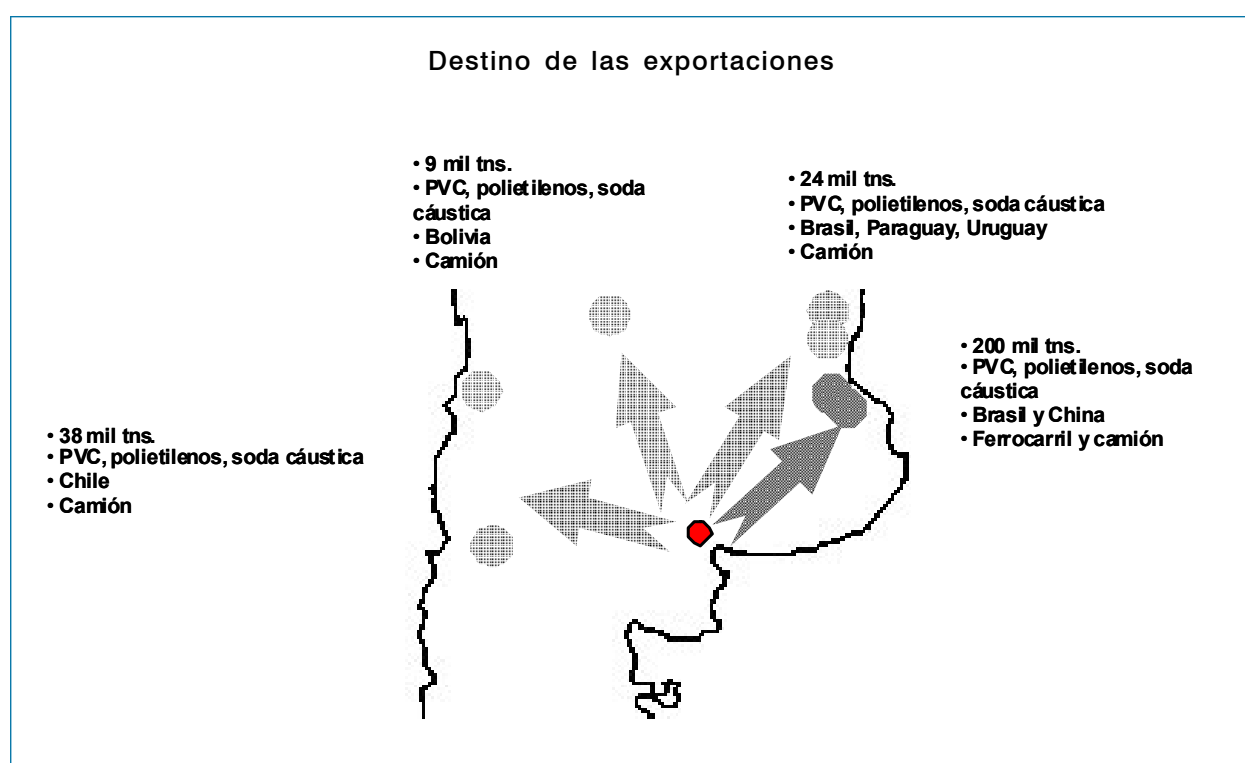 Destino de las exportaciones
• 9 mil tns.
• PVC, polietilenos, soda
cáustica
• Bolivia
• Camión
• 24 mil tns.
• PVC, polietilenos, soda cáustica
• Brasil, Paraguay, Uruguay
• Camión
• 200 mil tns.
• PVC, polietilenos, soda
cáustica
• Brasil y China
• Ferrocarril y camión
• 38 mil tns.
• PVC, polietilenos, soda cáustica
• Chile
• Camión